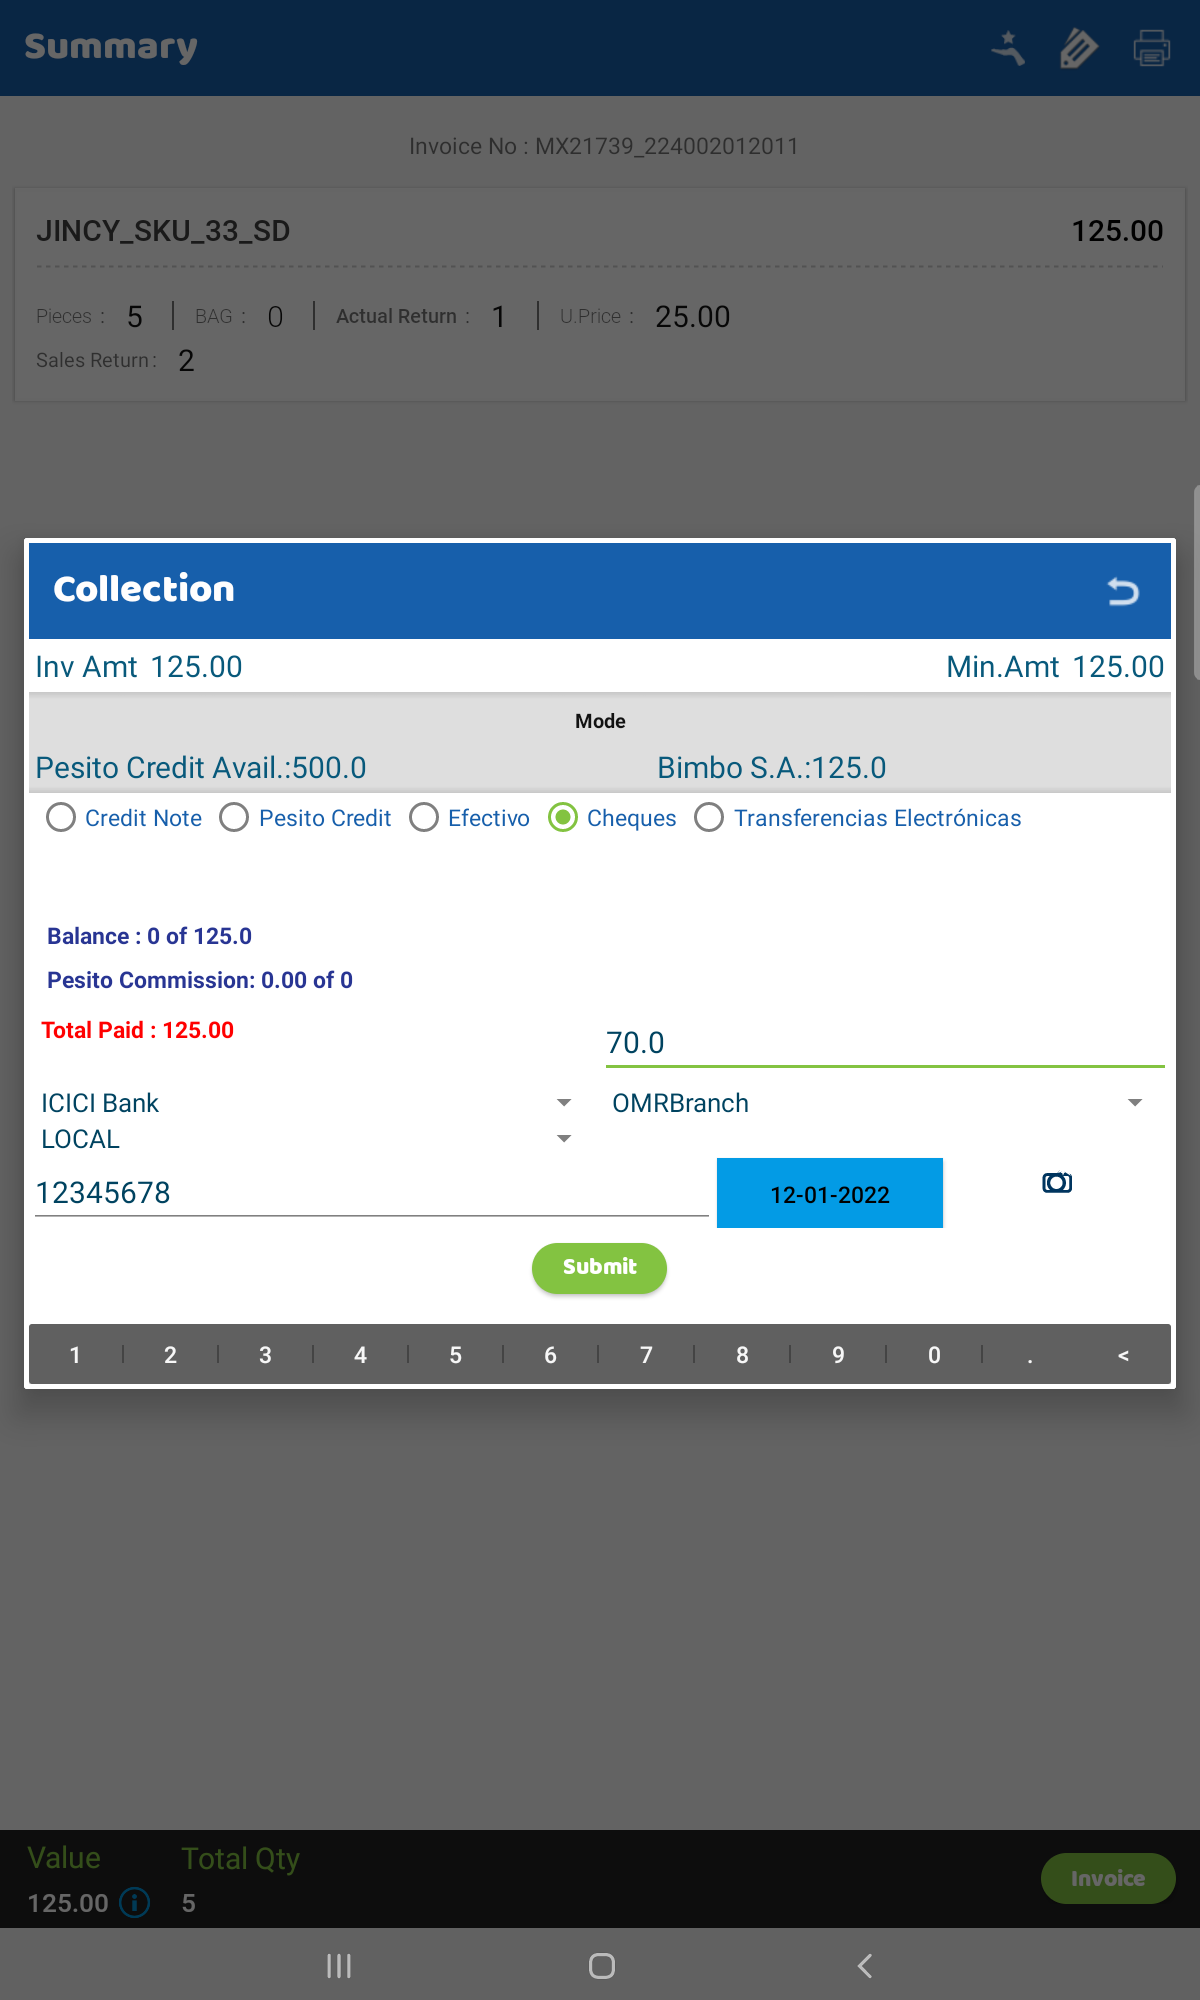 Summary
Invoice No : MX21739_224002012011
JINCY_SKU_33_SD 125.00
Pieces : 5 BAG : 0 Actual Return : 1 U.Price : 25.00
Sales Return : 2
Collection
Inv Amt 125.00 Min.Amt 125.00
Mode
Pesito Credit Avail.:500.0 Bimbo S.A.:125.0
Credit Note Pesito Credit Efectivo Cheques Transferencias Electrónicas
Balance : 0 of 125.0
Pesito Commission: 0.00 of 0
Total Paid : 125.00
70.0
ICICI Bank OMRBranch
LOCAL
12345678 12-01-2022
Submit
1 2 3 4 5 6 7 8 9 0 . <
Value Total Qty
125.00 5
Invoice